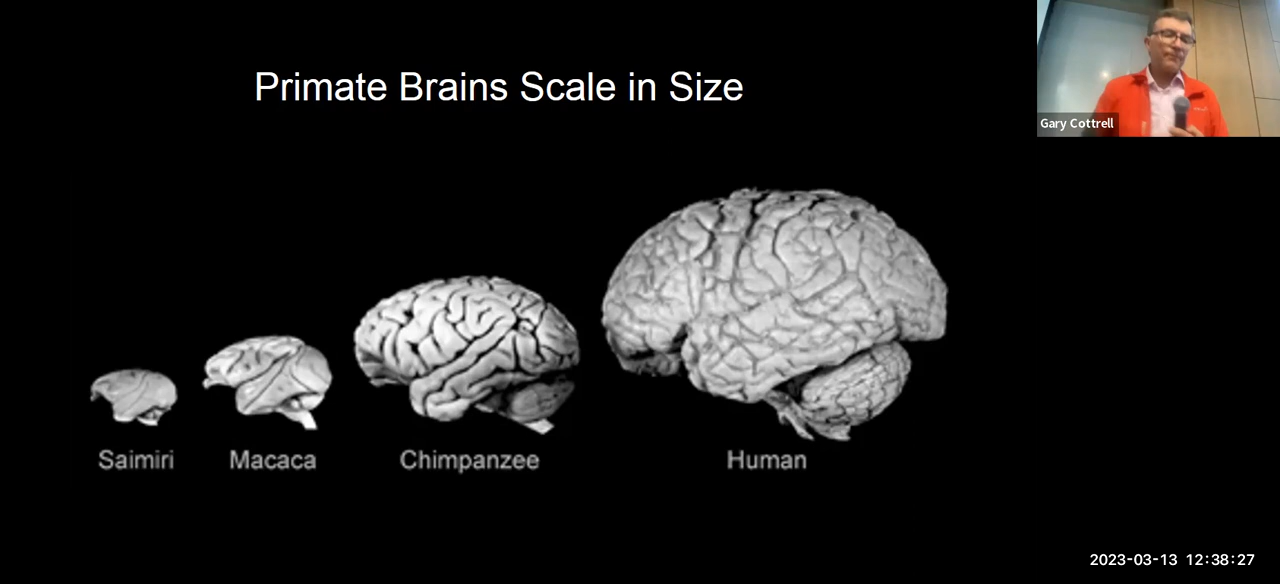 Primate Brains Scale in Size
Gary Cottrell
Saimiri
Macaca
Chimpanzee
Human
2023-03-13 12:38:27